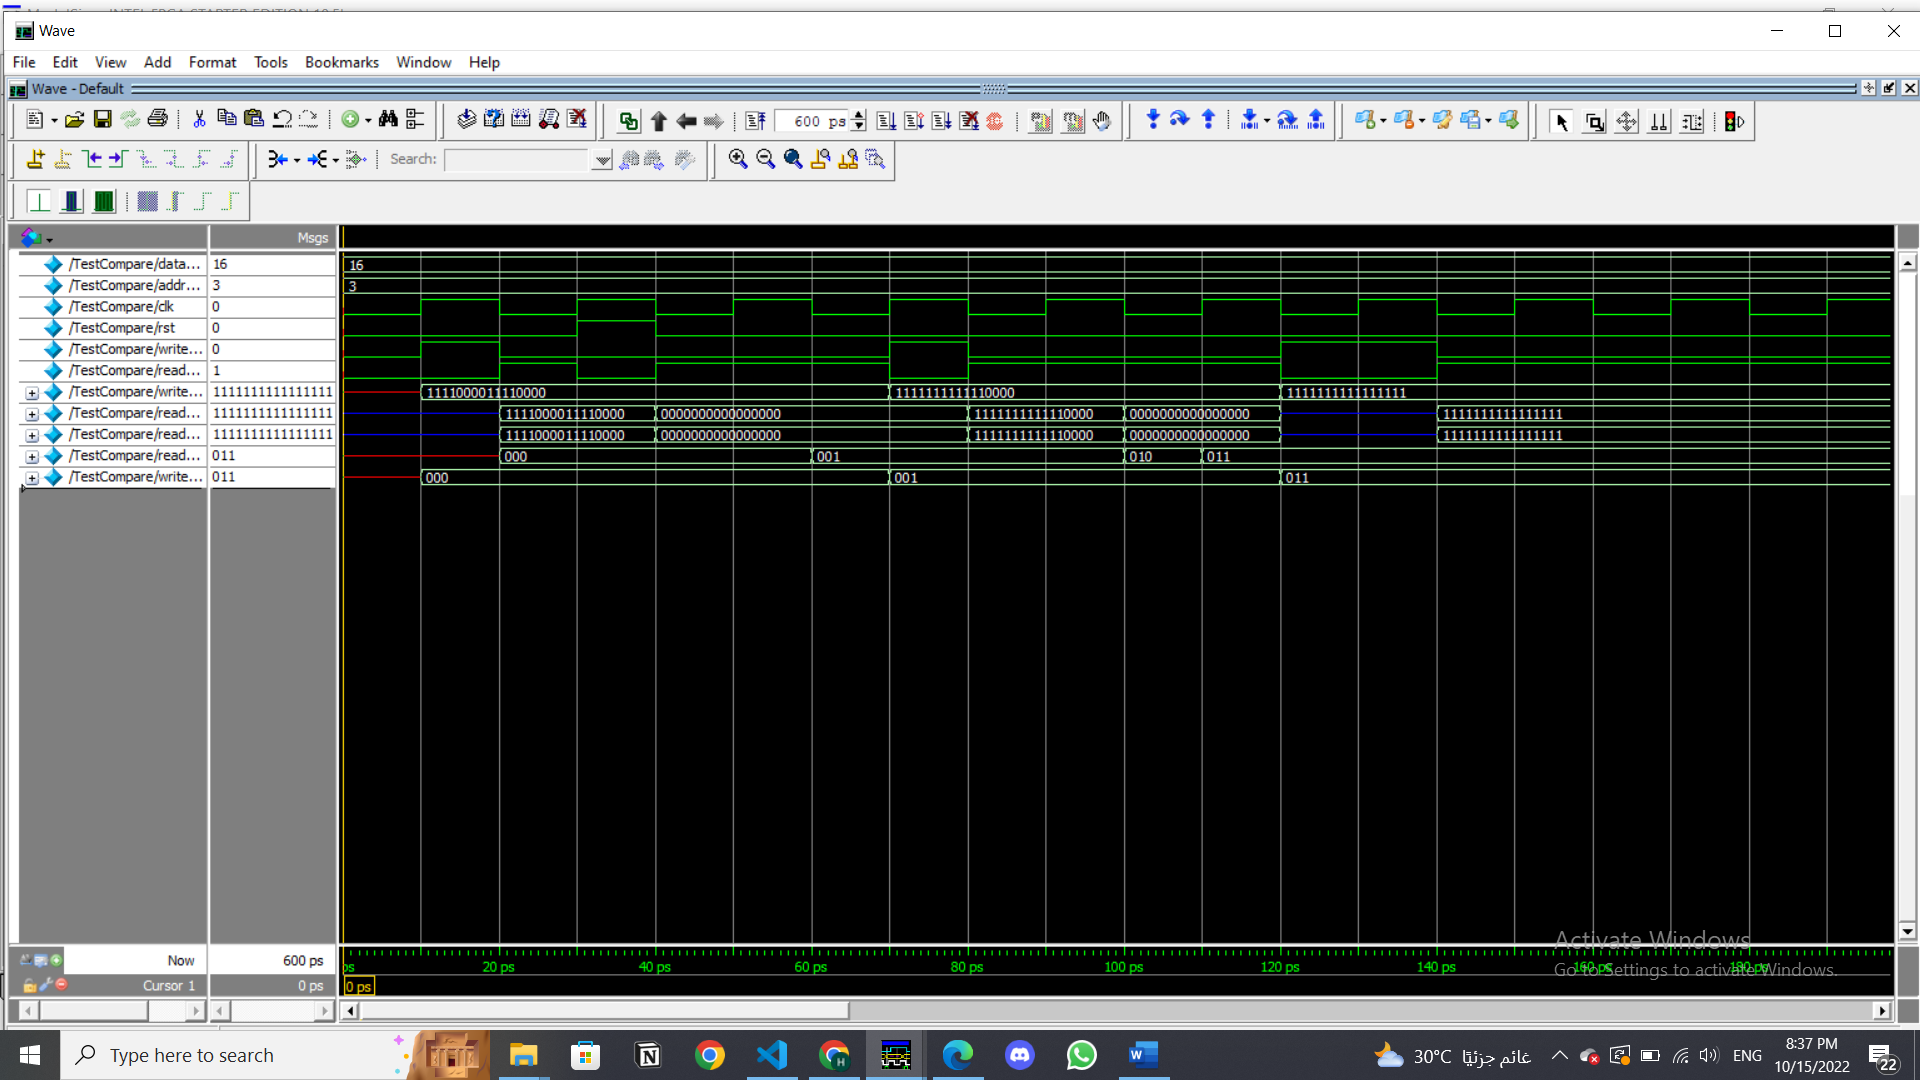 Wave
File Edit View Add Format Tools Bookmarks Window Help
Wave - Default
600 ps
Search:
Msgs
/TestCompare/data... 16 16
/TestCompare/addr... 3 3
/TestCompare/clk 0
/TestCompare/rst 0
/TestCompare/write... 0
/TestCompare/read... 1
/TestCompare/write... 1111111111111111 1111000011110000 1111111111110000 1111111111111111
/TestCompare/read... 1111111111111111 1111000011110000 0000000000000000 1111111111110000 0000000000000000 1111111111111111
/TestCompare/read... 1111111111111111 1111000011110000 0000000000000000 1111111111110000 0000000000000000 1111111111111111
/TestCompare/read... 011 000 001 010 011
/TestCompare/write... 011 000 001 011
Activate Windows
Go to Settings to activate Windows.
Now 600 ps ps 20 ps 40 ps 60 ps 80 ps 100 ps 120 ps 140 ps 160 ps 180 ps
Cursor 1 0 ps 0 ps
Type here to search
30°C غائم جزئيًا ENG 8:37 PM
10/15/2022 22